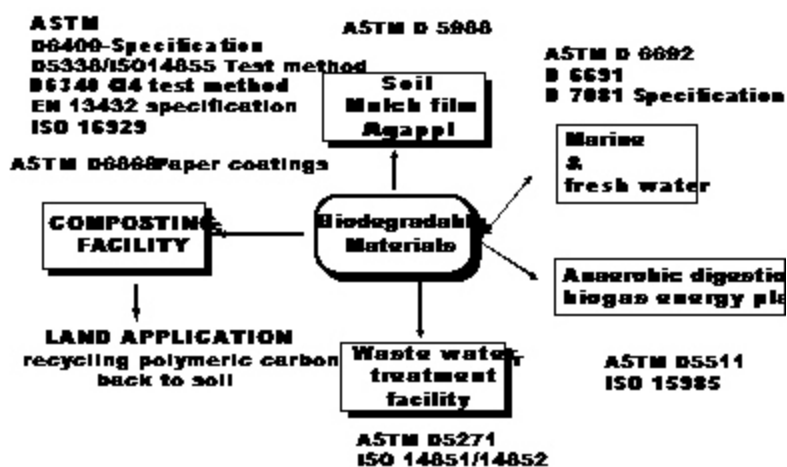 ASTM
D6400-Specification
D5338/ISO14855 Test method
D6340 C14 test method
EN 13432 specification
ISO 16929
ASTM D6868Paper coatings
ASTM D 5988
Soil
Mulch film
Agappl
ASTM D 6692
D 6691
D 7081 Specification
Marine
&
fresh water
COMPOSTING
FACILITY
Biodegradable
Materials
Anaerobic digestio
biogas energy pla
LAND APPLICATION
recycling polymeric carbon
back to soil
Waste water
treatment
facility
ASTM D5511
ISO 15985
ASTM D5271
ISO 14851/14852